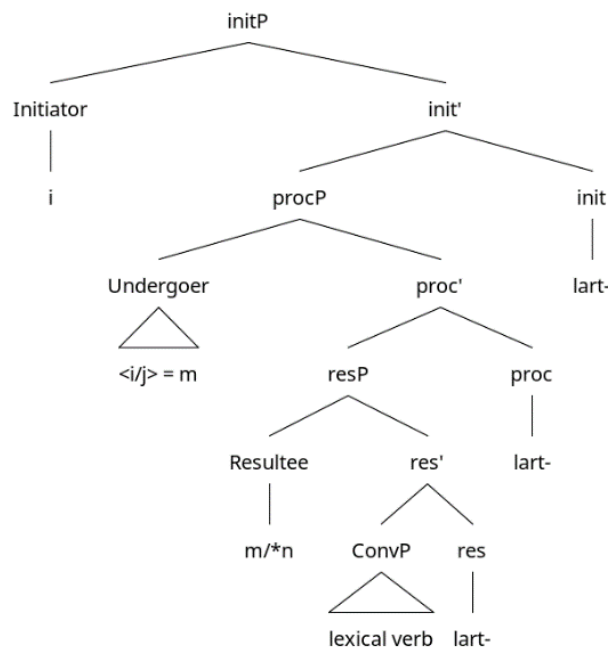 initP
Initiator init'
i procP init
Undergoer proc' lart-
<i/j> = m resP proc
Resultee res' lart-
m/*n ConvP res
lexical verb lart-